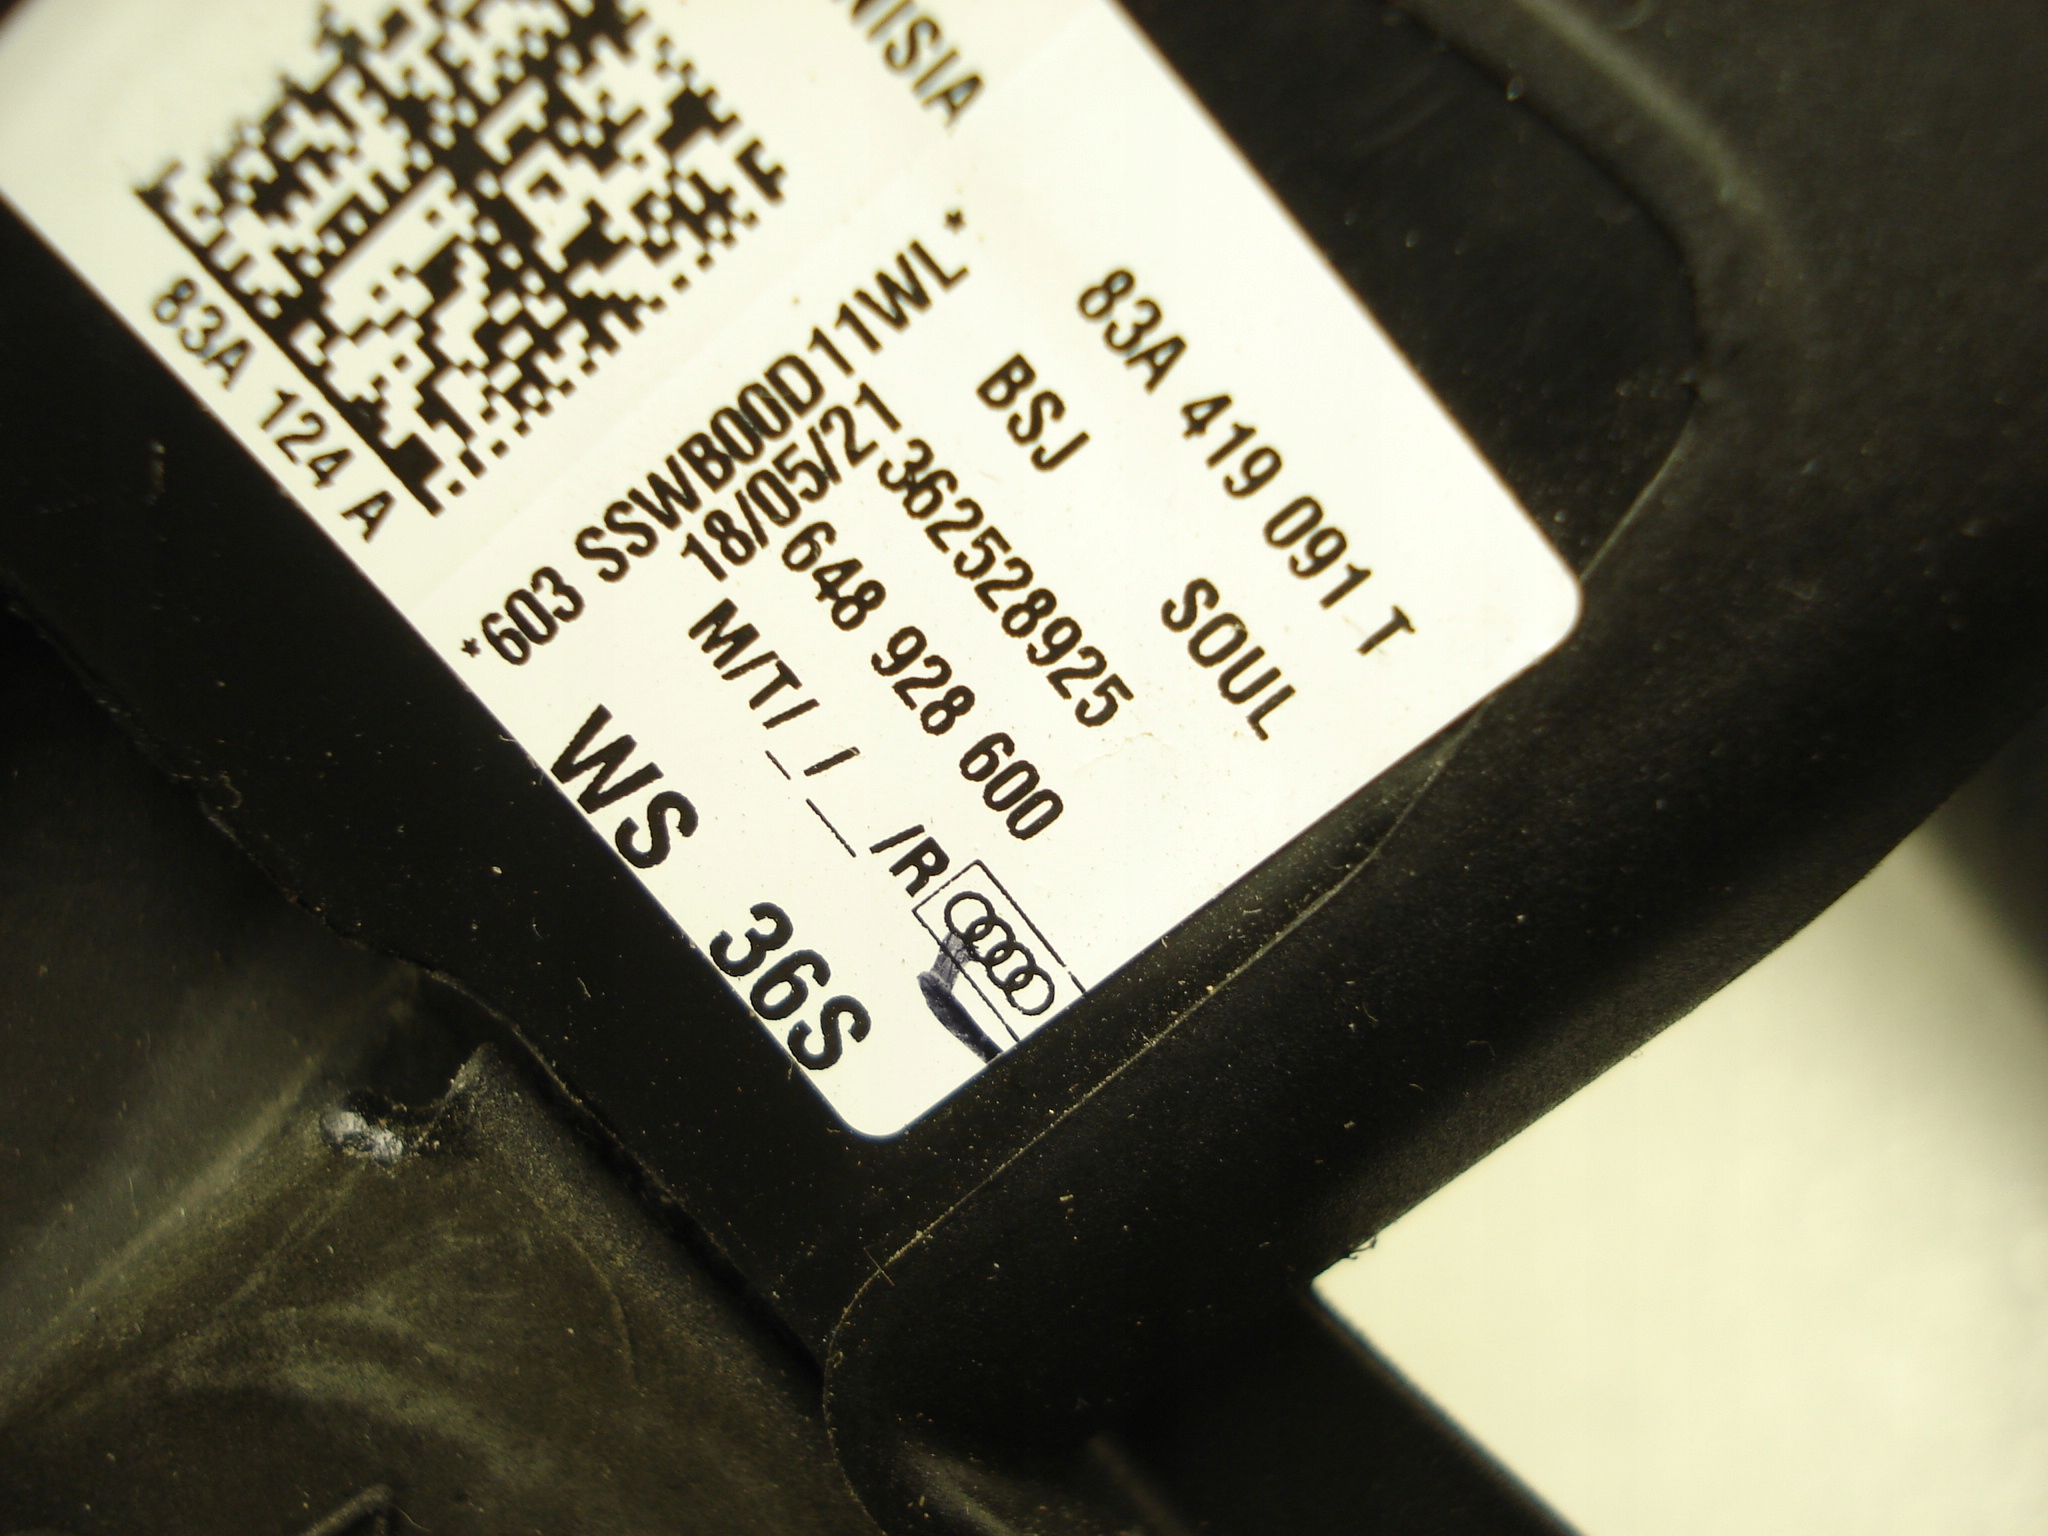 NISIA
83A 124 A
83A 419 091 T
BSJ SOUL
*603 SSWB00D11WL*
18/05/21
362528925
648 928 600
M/T/_/__/R
WS 36S